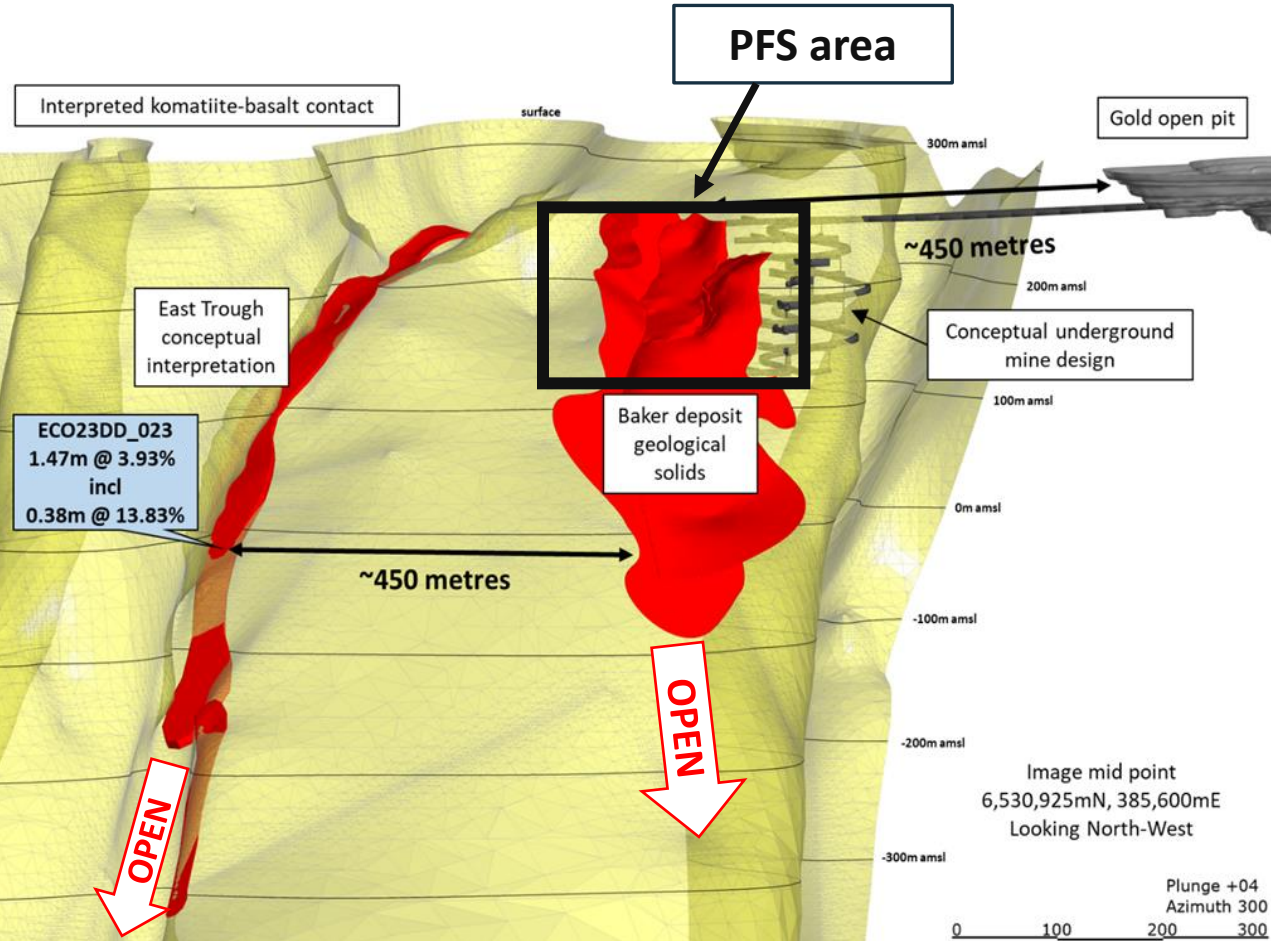 PFS area
Interpreted komatiite-basalt contact
surface
Gold open pit
300m amsl
~450 metres
200m amsl
East Trough
conceptual
interpretation
Conceptual underground
mine design
100m amsl
Baker deposit
geological
solids
ECO23DD_023
1.47m @ 3.93%
incl
0.38m @ 13.83%
0m amsl
~450 metres
-100m amsl
OPEN
-200m amsl
Image mid point
6,530,925mN, 385,600mE
Looking North-West
OPEN
-300m amsl
Plunge +04
Azimuth 300
0 100 200 300